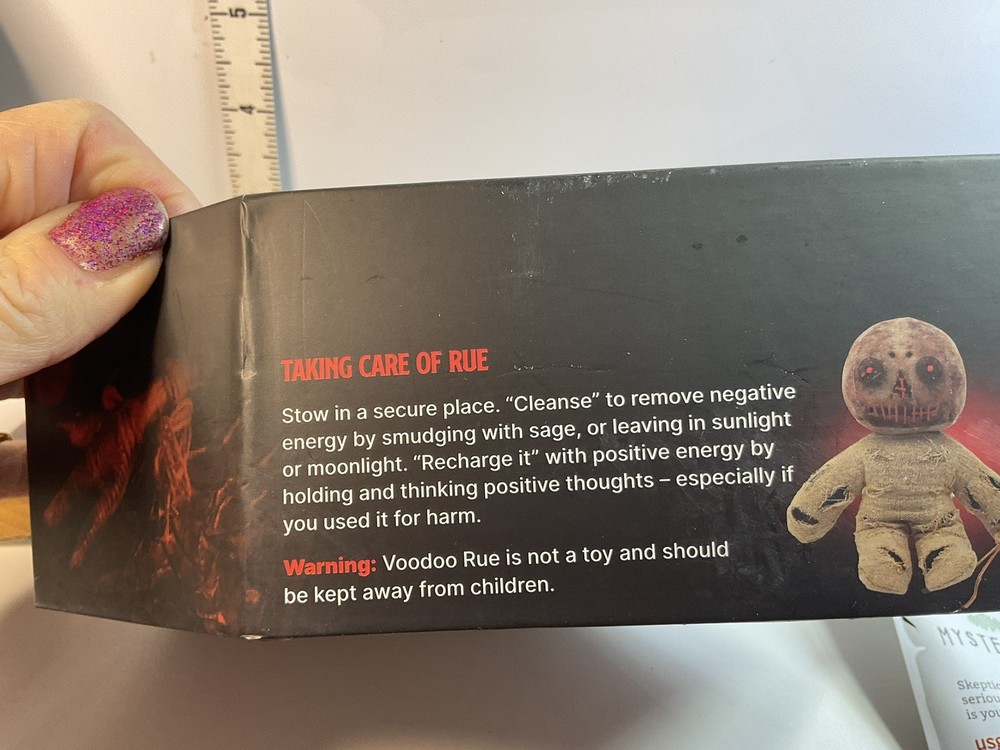 5
4
TAKING CARE OF RUE
Stow in a secure place. “Cleanse” to remove negative
energy by smudging with sage, or leaving in sunlight
or moonlight. “Recharge it” with positive energy by
holding and thinking positive thoughts – especially if
you used it for harm.
Warning: Voodoo Rue is not a toy and should
be kept away from children.
is you